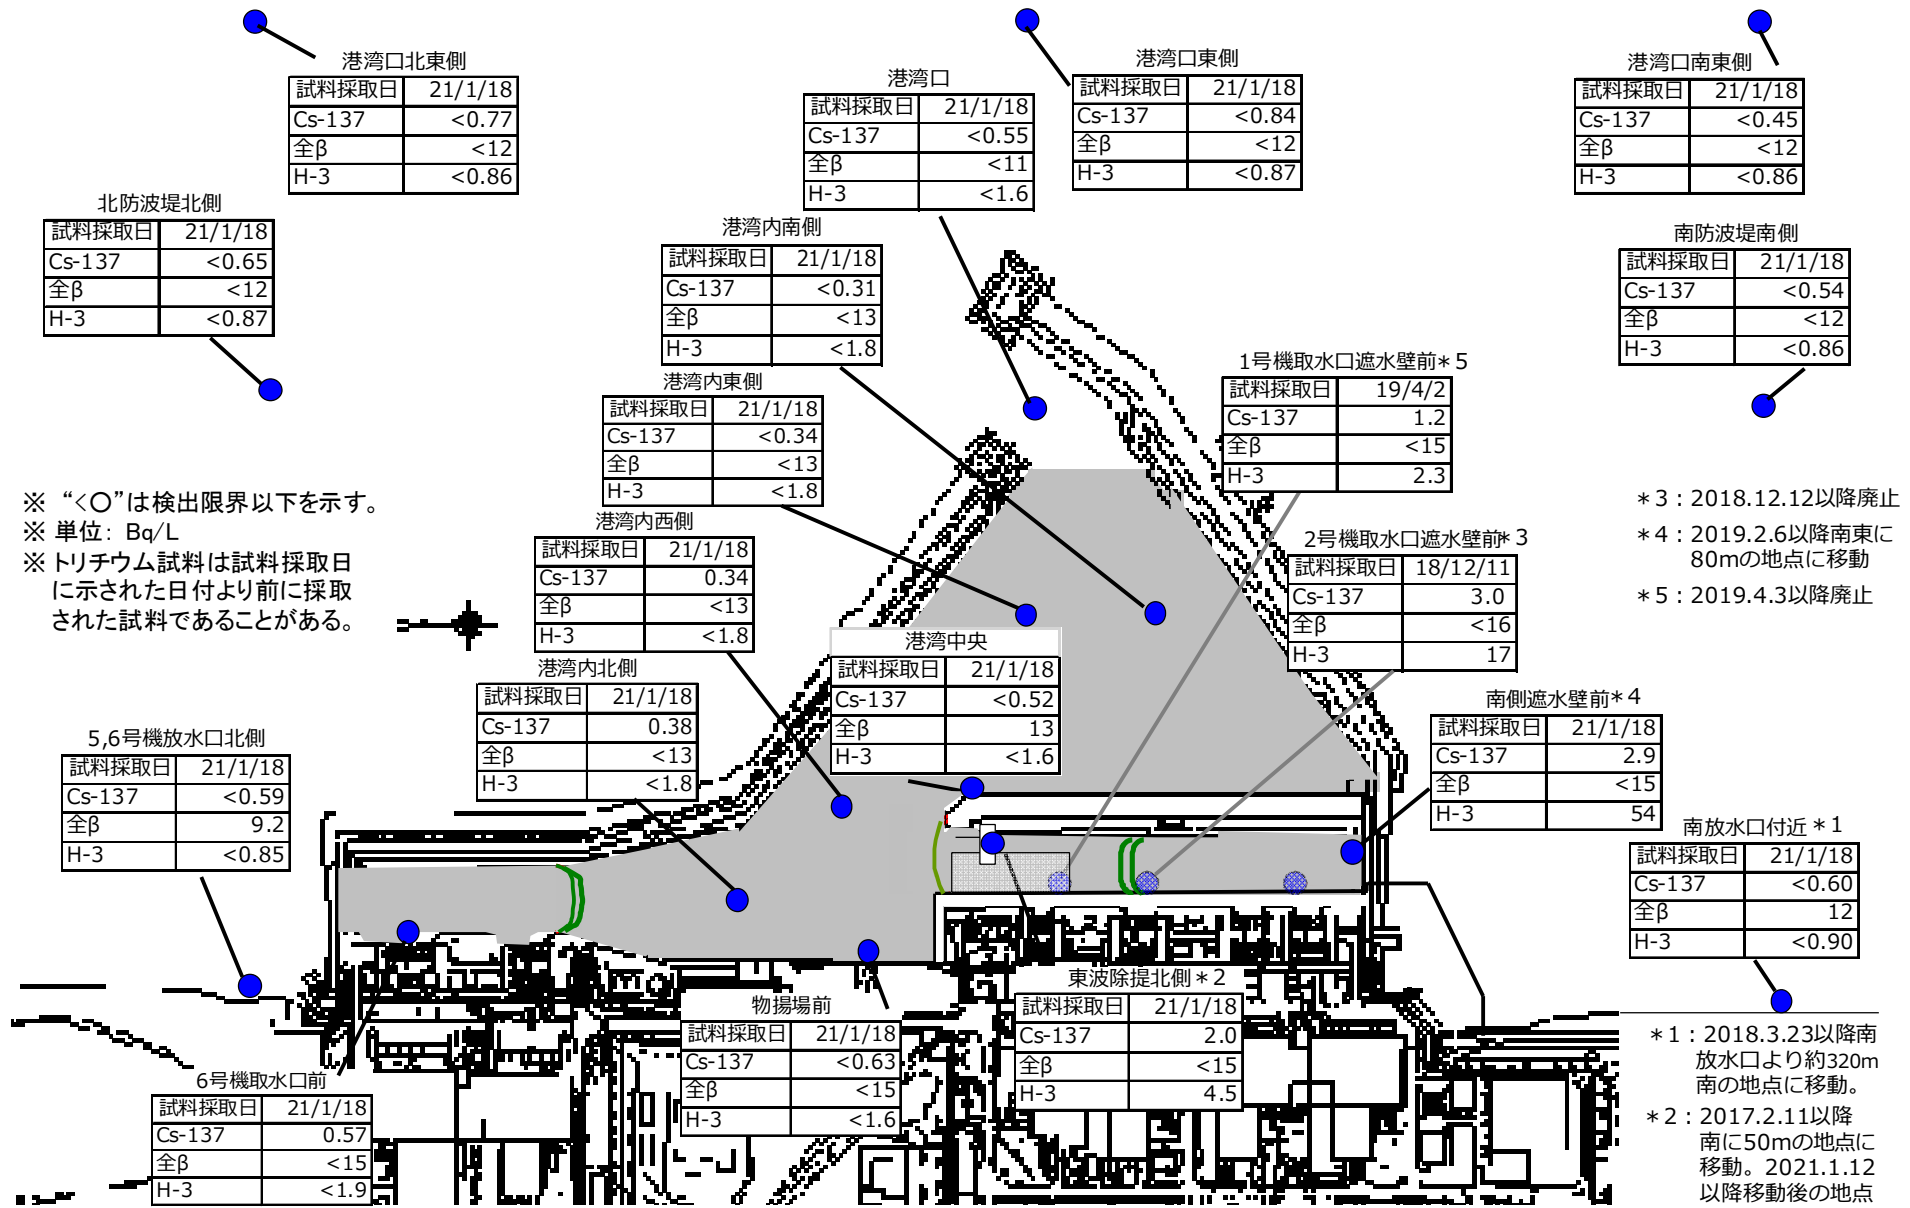 港湾口北東側
試料採取日 21/1/18
Cs-137 <0.77
全β <12
H-3 <0.86
港湾口東側
試料採取日 21/1/18
Cs-137 <0.84
全β <12
H-3 <0.87
港湾口南東側
試料採取日 21/1/18
Cs-137 <0.45
全β <12
H-3 <0.86
港湾口
試料採取日 21/1/18
Cs-137 <0.55
全β <11
H-3 <1.6
北防波堤北側
試料採取日 21/1/18
Cs-137 <0.65
全β <12
H-3 <0.87
港湾内南側
試料採取日 21/1/18
Cs-137 <0.31
全β <13
H-3 <1.8
南防波堤南側
試料採取日 21/1/18
Cs-137 <0.54
全β <12
H-3 <0.86
港湾内東側
試料採取日 21/1/18
Cs-137 <0.34
全β <13
H-3 <1.8
1号機取水口遮水壁前*5
試料採取日 19/4/2
Cs-137 1.2
全β <15
H-3 2.3
※ “<〇”は検出限界以下を示す。
※ 単位: Bq/L
※ トリチウム試料は試料採取日
に示された日付より前に採取
された試料であることがある。
*3:2018.12.12以降廃止
*4:2019.2.6以降南東に
80mの地点に移動
*5:2019.4.3以降廃止
港湾内西側
試料採取日 21/1/18
Cs-137 0.34
全β <13
H-3 <1.8
2号機取水口遮水壁前*3
試料採取日 18/12/11
Cs-137 3.0
全β <16
H-3 17
港湾中央
試料採取日 21/1/18
Cs-137 <0.52
全β 13
H-3 <1.6
港湾内北側
試料採取日 21/1/18
Cs-137 0.38
全β <13
H-3 <1.8
南側遮水壁前*4
試料採取日 21/1/18
Cs-137 2.9
全β <15
H-3 54
5,6号機放水口北側
試料採取日 21/1/18
Cs-137 <0.59
全β 9.2
H-3 <0.85
南放水口付近*1
試料採取日 21/1/18
Cs-137 <0.60
全β 12
H-3 <0.90
東波除堤北側*2
試料採取日 21/1/18
Cs-137 2.0
全β <15
H-3 4.5
物揚場前
試料採取日 21/1/18
Cs-137 <0.63
全β <15
H-3 <1.6
6号機取水口前
試料採取日 21/1/18
Cs-137 0.57
全β <15
H-3 <1.9
*1:2018.3.23以降南
放水口より約320m
南の地点に移動。
*2:2017.2.11以降
南に50mの地点に
移動。2021.1.12
以降移動後の地点